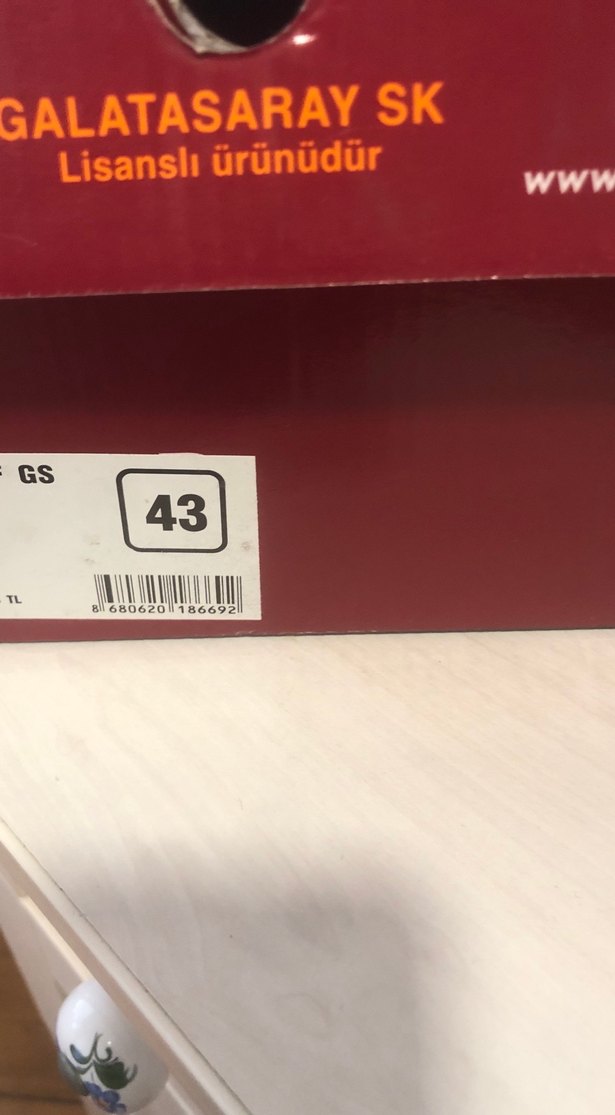 GALATASARAY SK
Lisanslı ürünüdür
www
GS
43
TL
8 680620 186692